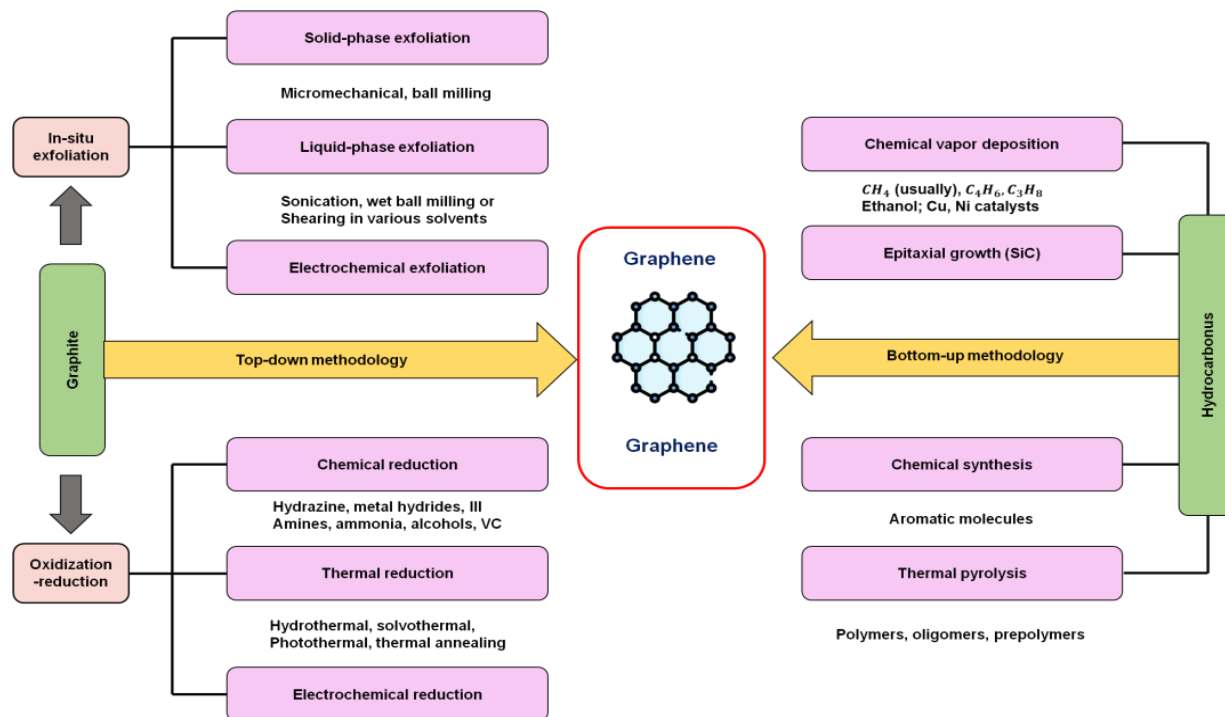 Solid-phase exfoliation
Micromechanical, ball milling
In-situ
exfoliation
Liquid-phase exfoliation
Sonication, wet ball milling or
Shearing in various solvents
Electrochemical exfoliation
Graphite
Top-down methodology
Chemical reduction
Hydrazine, metal hydrides, III
Amines, ammonia, alcohols, VC
Oxidization
-reduction
Thermal reduction
Hydrothermal, solvothermal,
Photothermal, thermal annealing
Electrochemical reduction
Graphene
Graphene
Chemical vapor deposition
CH₄ (usually), C₄H₆, C₃H₈
Ethanol; Cu, Ni catalysts
Epitaxial growth (SiC)
Bottom-up methodology
Hydrocarbonus
Chemical synthesis
Aromatic molecules
Thermal pyrolysis
Polymers, oligomers, prepolymers